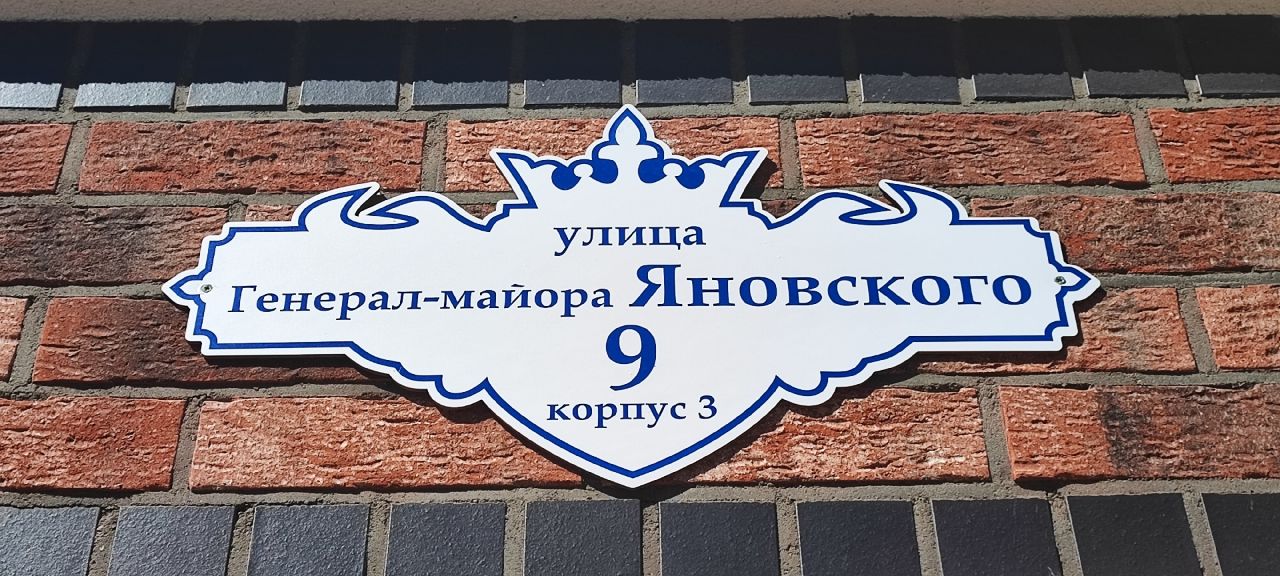 улица
Генерал-майора Яновского
9
корпус 3